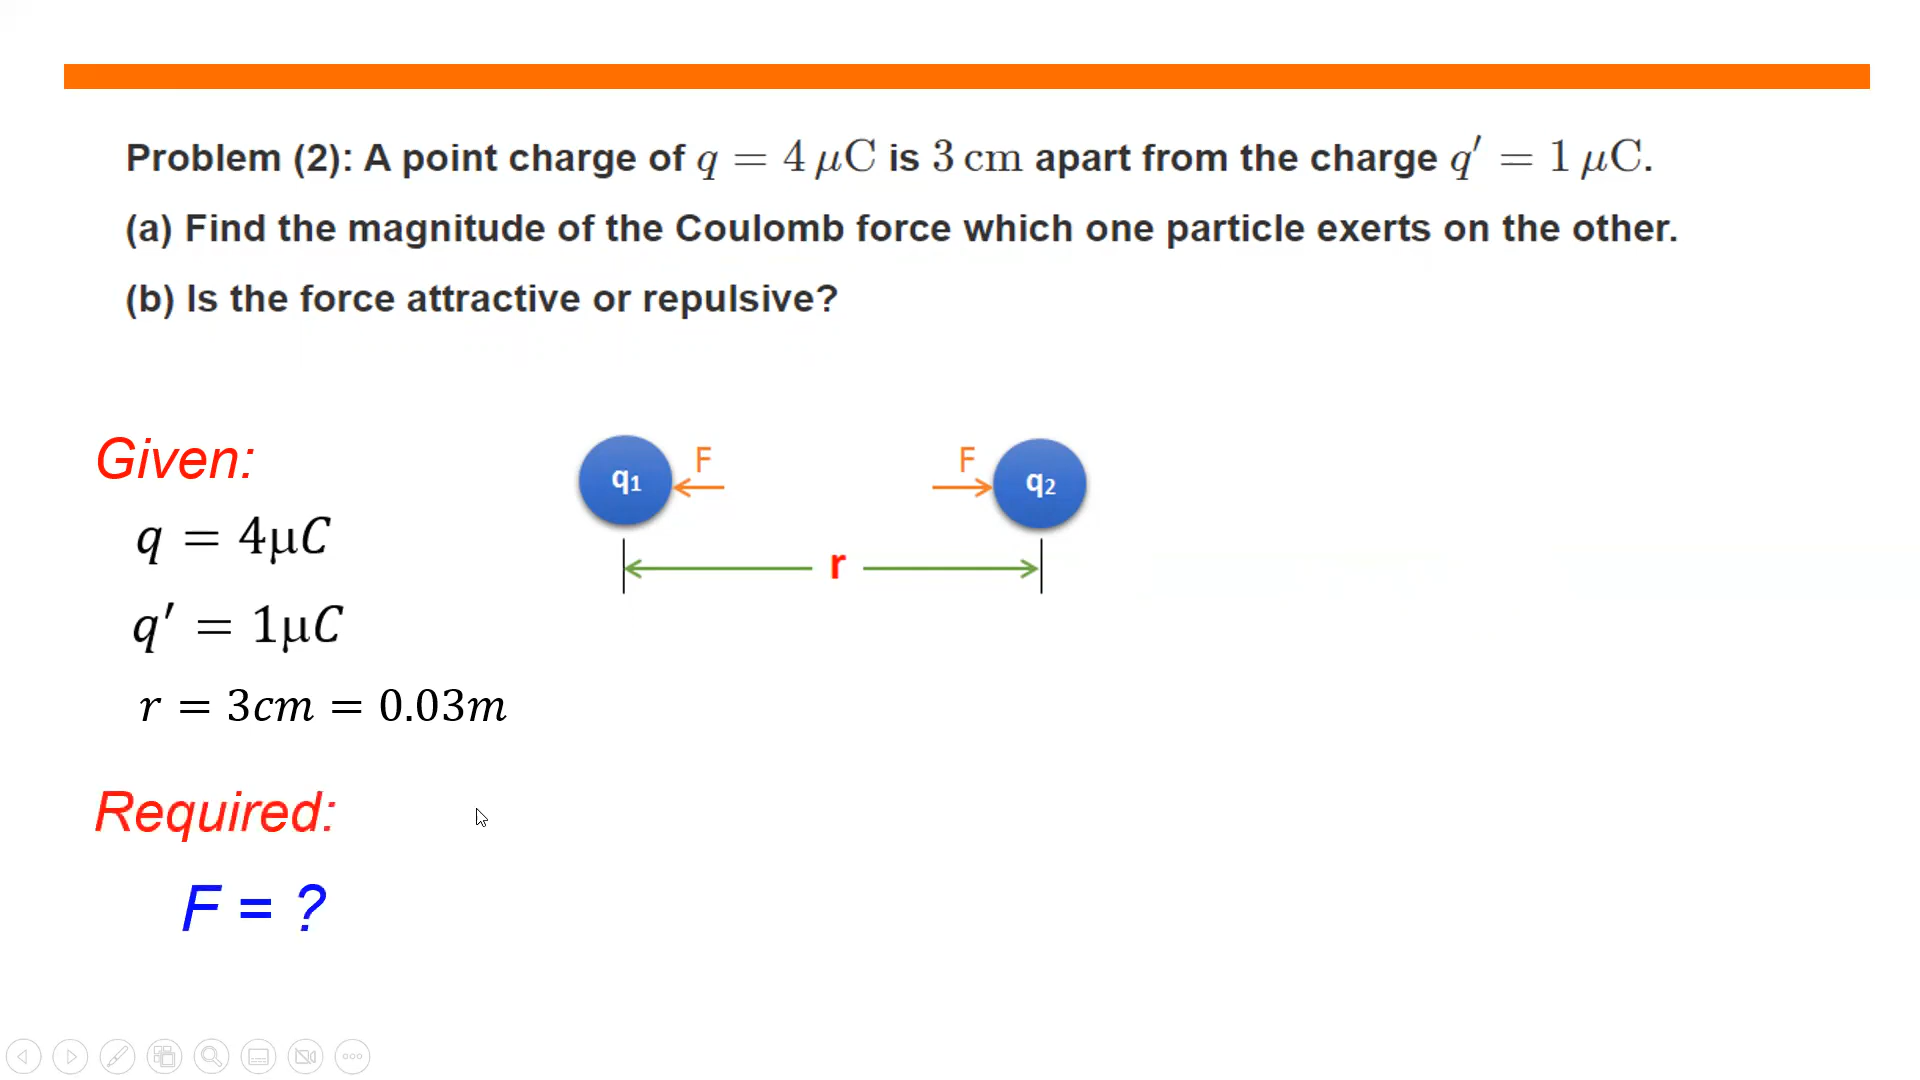 Problem (2): A point charge of q = 4 μC is 3 cm apart from the charge q′ = 1 μC.
(a) Find the magnitude of the Coulomb force which one particle exerts on the other.
(b) Is the force attractive or repulsive?
Given:
q = 4μC
q′ = 1μC
r = 3cm = 0.03m
Required:
F = ?
q₁ F F q₂
r